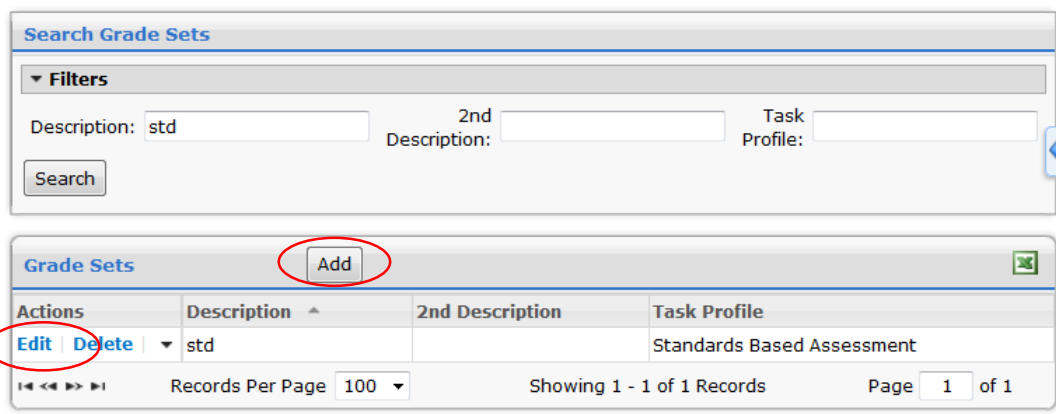 Search Grade Sets
Filters
Description: std 2nd Description: Task Profile:
Search
Grade Sets Add
Actions Description 2nd Description Task Profile
Edit Delete std Standards Based Assessment
Records Per Page 100 Showing 1 - 1 of 1 Records Page 1 of 1